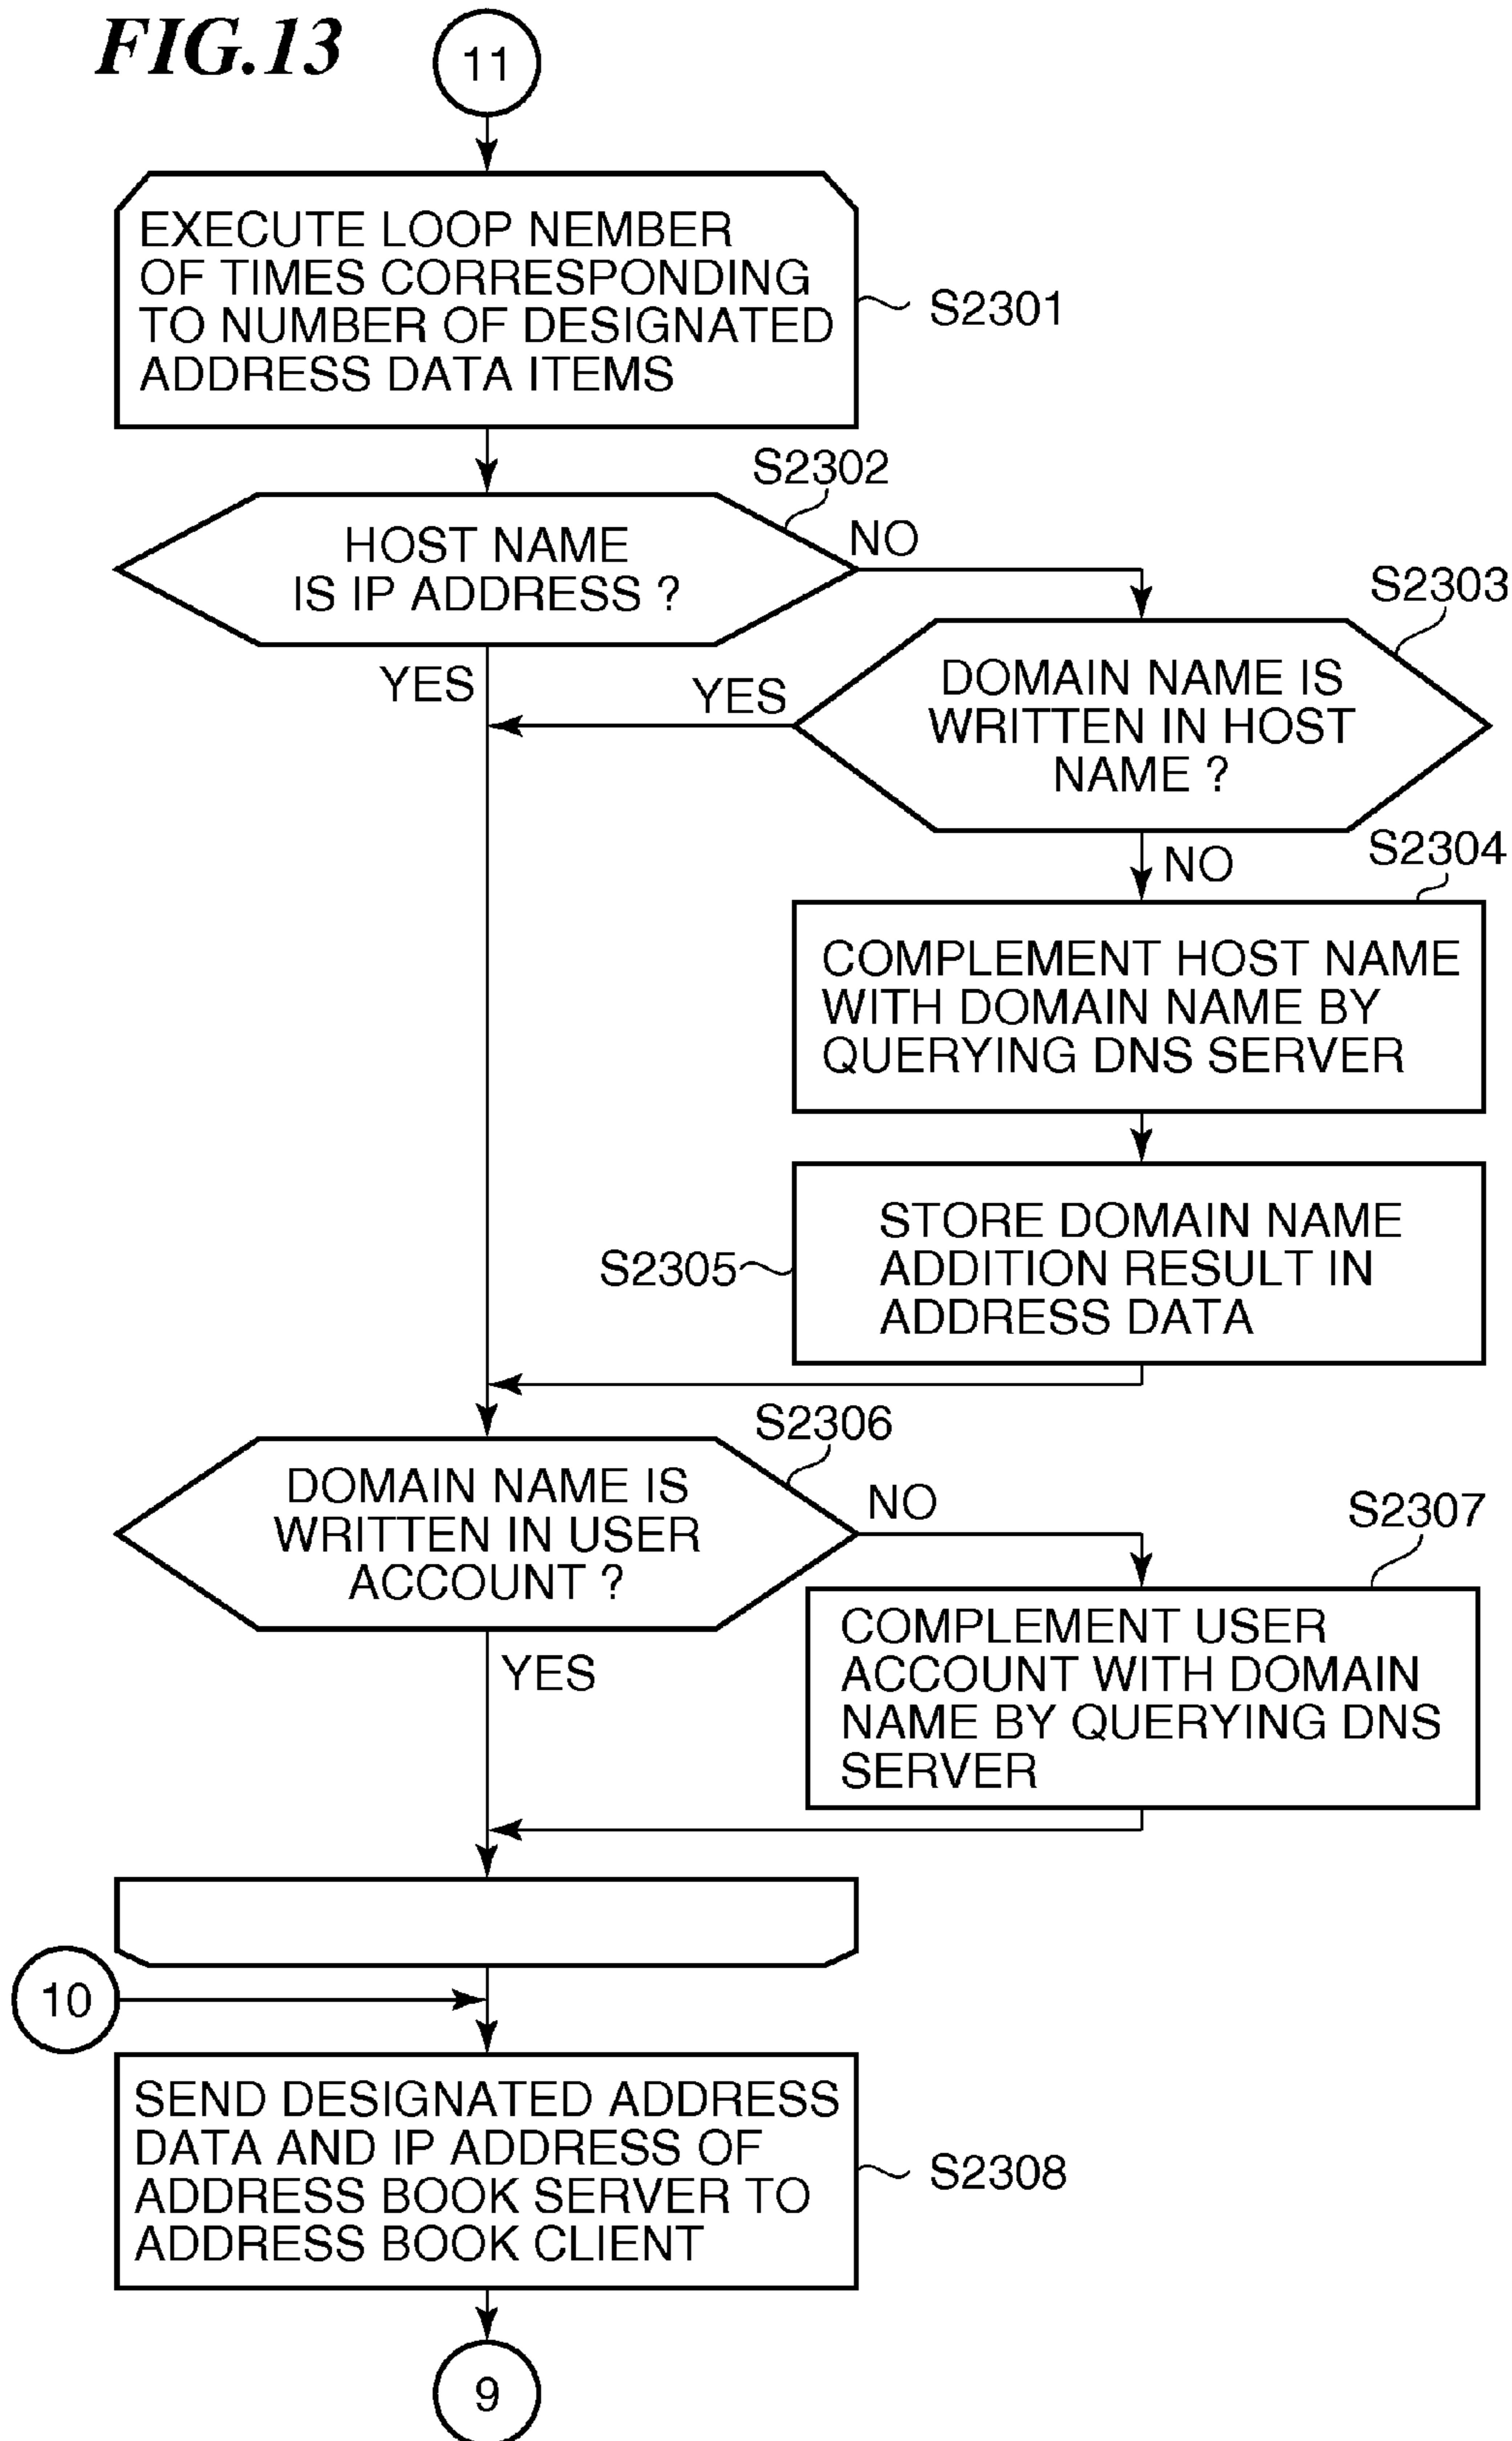 FIG.13
11
EXECUTE LOOP NEMBER
OF TIMES CORRESPONDING
TO NUMBER OF DESIGNATED
ADDRESS DATA ITEMS
S2301
S2302
HOST NAME
IS IP ADDRESS ?
NO
YES
S2303
DOMAIN NAME IS
WRITTEN IN HOST
NAME ?
YES
NO
S2304
COMPLEMENT HOST NAME
WITH DOMAIN NAME BY
QUERYING DNS SERVER
S2305
STORE DOMAIN NAME
ADDITION RESULT IN
ADDRESS DATA
S2306
DOMAIN NAME IS
WRITTEN IN USER
ACCOUNT ?
NO
YES
S2307
COMPLEMENT USER
ACCOUNT WITH DOMAIN
NAME BY QUERYING DNS
SERVER
10
SEND DESIGNATED ADDRESS
DATA AND IP ADDRESS OF
ADDRESS BOOK SERVER TO
ADDRESS BOOK CLIENT
S2308
9